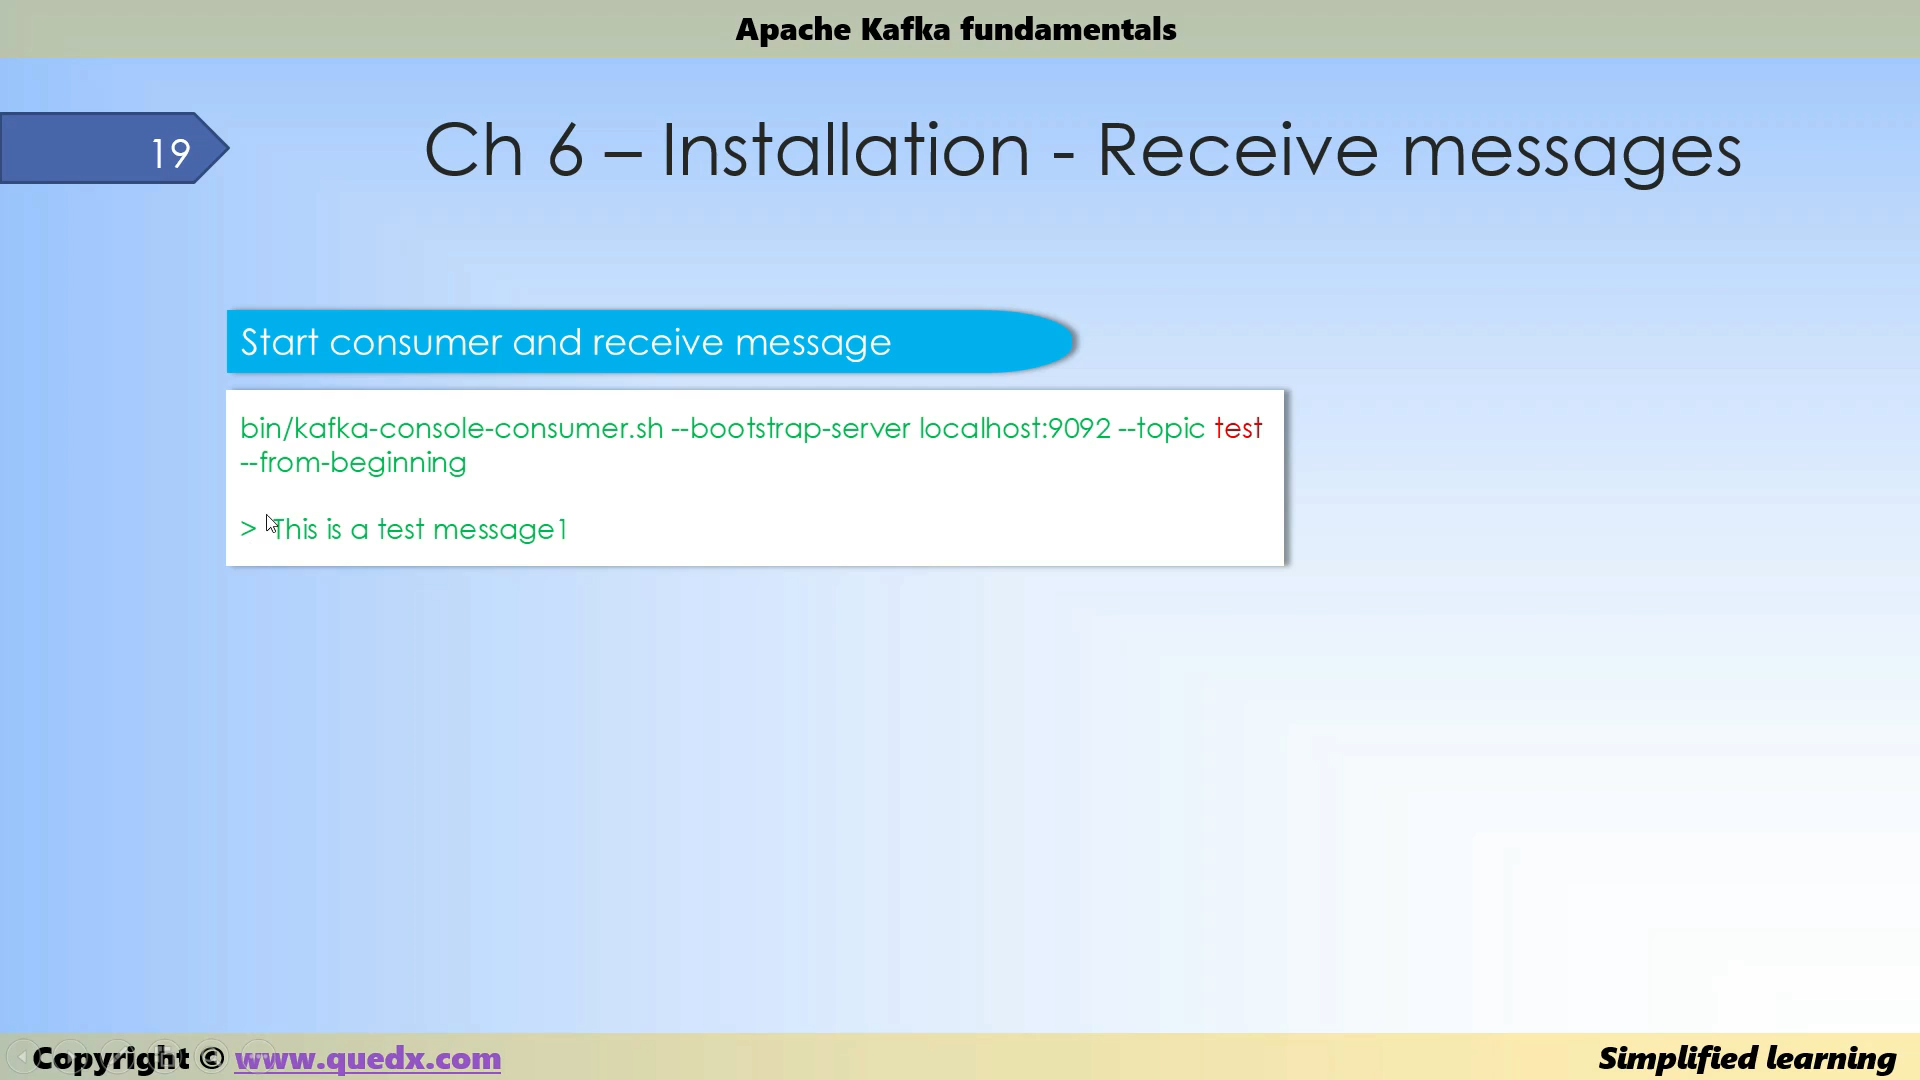 Apache Kafka fundamentals
19
Ch 6 – Installation - Receive messages
Start consumer and receive message
bin/kafka-console-consumer.sh --bootstrap-server localhost:9092 --topic test
--from-beginning
> This is a test message1
Copyright © www.quedx.com
Simplified learning